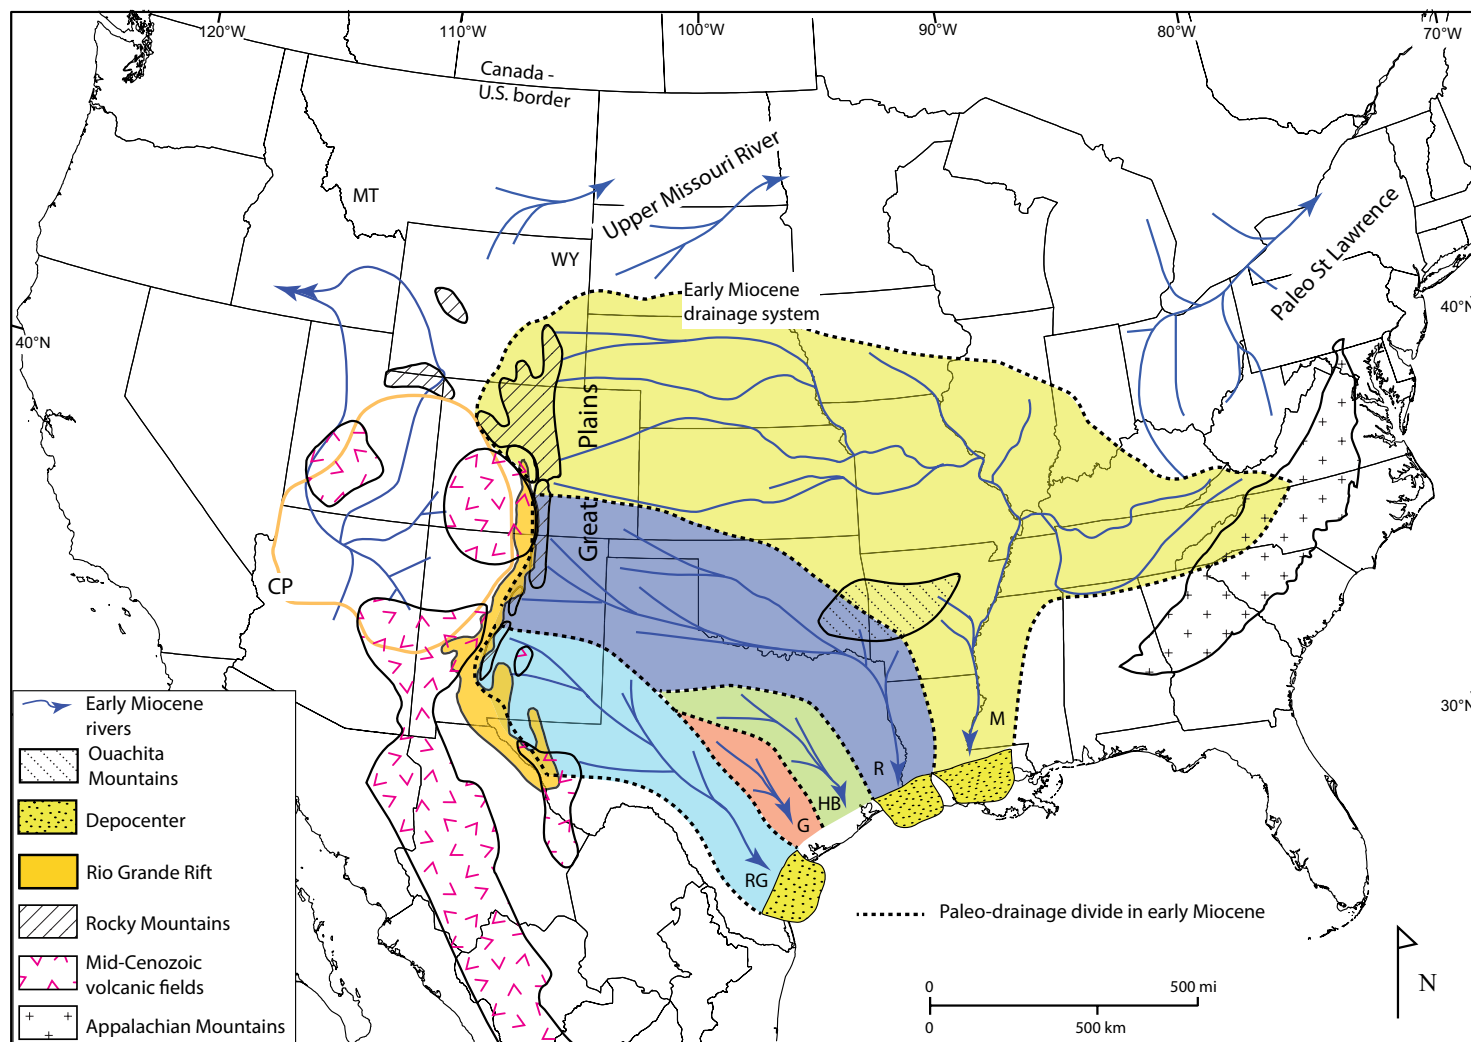 120°W
110°W
100°W
90°W
80°W
70°W
Canada -
U.S. border
MT
Upper Missouri River
WY
Paleo St Lawrence
Early Miocene
drainage system
40°N
40°N
Great Plains
CP
30°N
M
R
HB
G
RG
Early Miocene
rivers
Ouachita
Mountains
Depocenter
Rio Grande Rift
Rocky Mountains
Mid-Cenozoic
volcanic fields
Appalachian Mountains
Paleo-drainage divide in early Miocene
0 500 mi
0 500 km
N